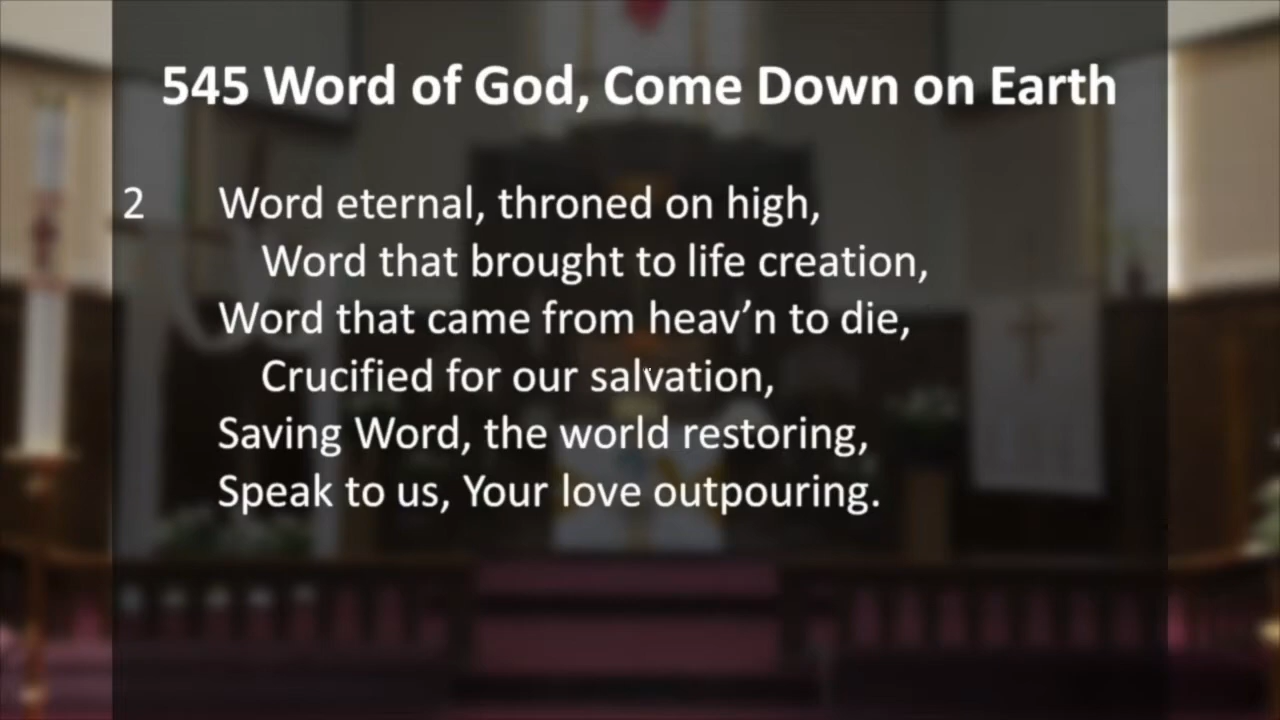 545 Word of God, Come Down on Earth
2 Word eternal, throned on high,
Word that brought to life creation,
Word that came from heav’n to die,
Crucified for our salvation,
Saving Word, the world restoring,
Speak to us, Your love outpouring.